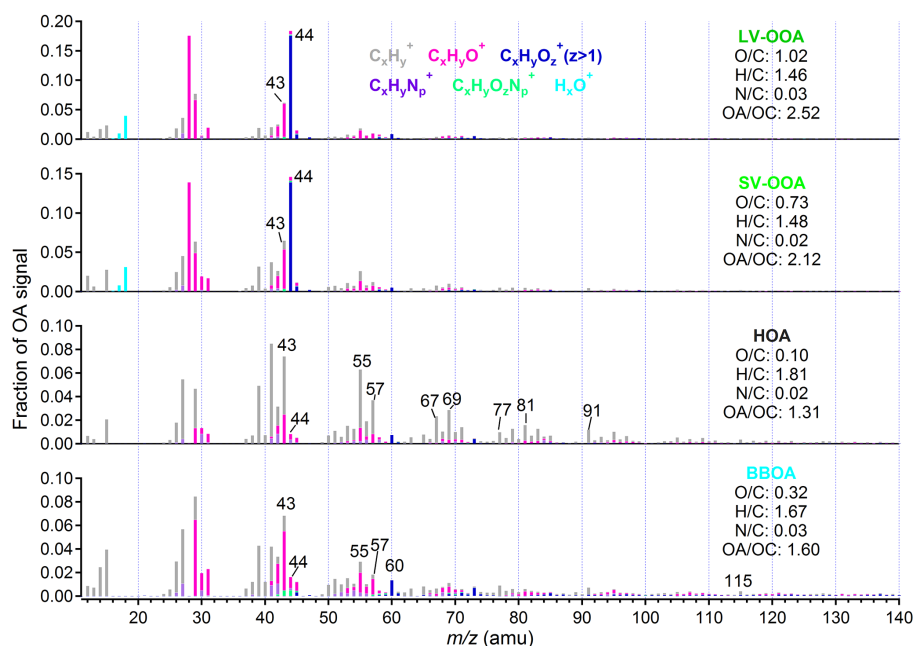 Fraction of OA signal
0.20
0.15
0.10
0.05
0.00
44
43
CxHy+ CxHyO+ CxHyOz+(z>1)
CxHyNp+ CxHyOzNp+ HxO+
LV-OOA
O/C: 1.02
H/C: 1.46
N/C: 0.03
OA/OC: 2.52
0.15
0.10
0.05
0.00
44
43
SV-OOA
O/C: 0.73
H/C: 1.48
N/C: 0.02
OA/OC: 2.12
0.10
0.08
0.06
0.04
0.02
0.00
43
44
55
57
67
69
77
81
91
HOA
O/C: 0.10
H/C: 1.81
N/C: 0.02
OA/OC: 1.31
0.10
0.08
0.06
0.04
0.02
0.00
43
44
55
57
60
115
BBOA
O/C: 0.32
H/C: 1.67
N/C: 0.03
OA/OC: 1.60
20 30 40 50 60 70 80 90 100 110 120 130 140
m/z (amu)